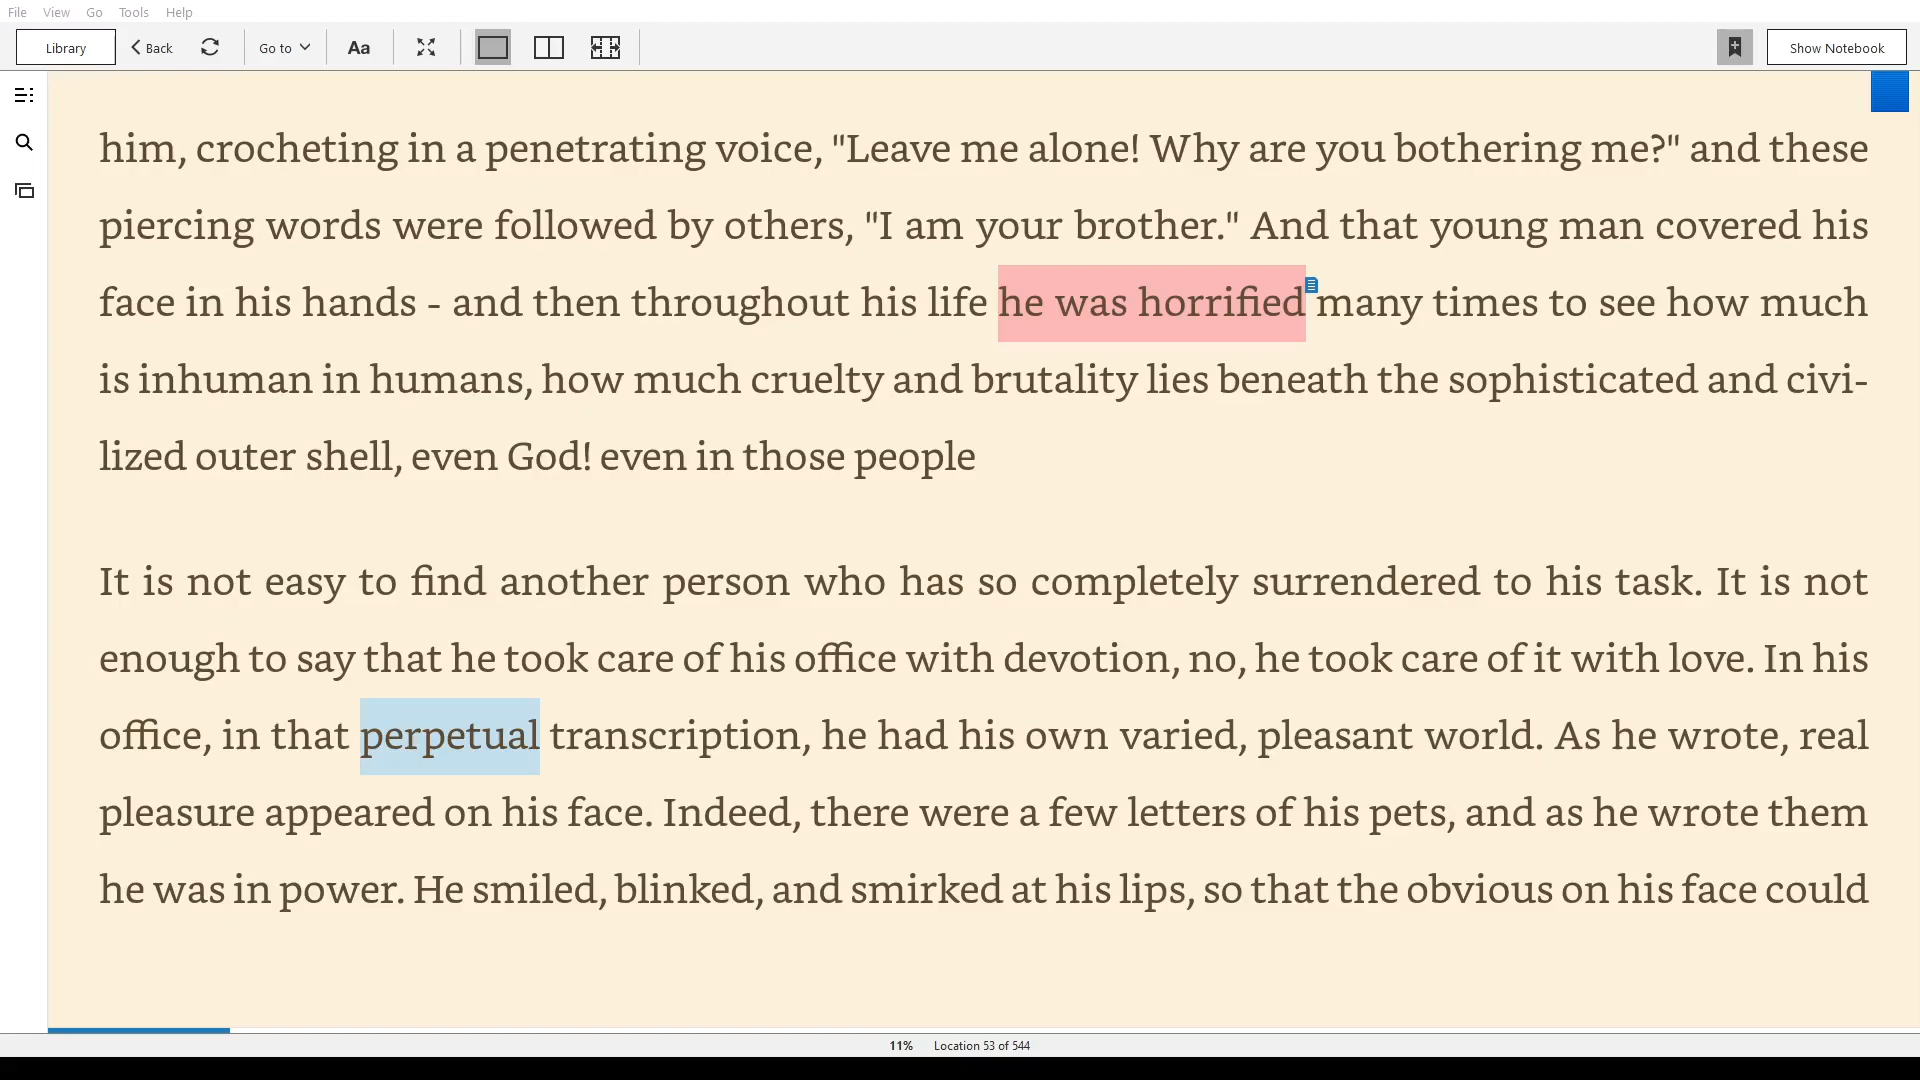 File View Go Tools Help
Library Back Go to Aa Show Notebook
him, crocheting in a penetrating voice, "Leave me alone! Why are you bothering me?" and these
piercing words were followed by others, "I am your brother." And that young man covered his
face in his hands - and then throughout his life he was horrified many times to see how much
is inhuman in humans, how much cruelty and brutality lies beneath the sophisticated and civi-
lized outer shell, even God! even in those people
It is not easy to find another person who has so completely surrendered to his task. It is not
enough to say that he took care of his office with devotion, no, he took care of it with love. In his
office, in that perpetual transcription, he had his own varied, pleasant world. As he wrote, real
pleasure appeared on his face. Indeed, there were a few letters of his pets, and as he wrote them
he was in power. He smiled, blinked, and smirked at his lips, so that the obvious on his face could
11% Location 53 of 544